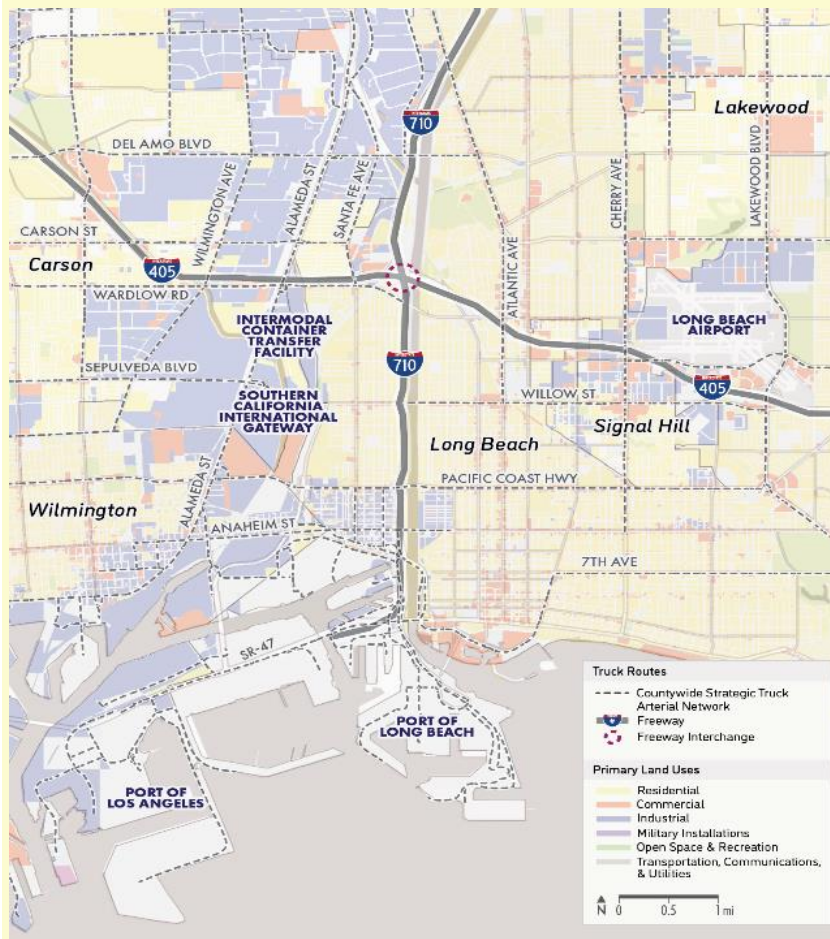 710
Lakewood
DEL AMO BLVD
WILMINGTON AVE
ALAMEDA ST
SANTA FE AVE
ATLANTIC AVE
CHERRY AVE
LAKEWOOD BLVD
CARSON ST
Carson
405
WARDLOW RD
INTERMODAL
CONTAINER
TRANSFER
FACILITY
LONG BEACH
AIRPORT
710
SEPULVEDA BLVD
405
SOUTHERN
CALIFORNIA
INTERNATIONAL
GATEWAY
WILLOW ST
Signal Hill
Long Beach
PACIFIC COAST HWY
ALAMEDA ST
Wilmington
ANAHEIM ST
7TH AVE
SR-47
PORT OF
LONG BEACH
PORT OF
LOS ANGELES
Truck Routes
Countywide Strategic Truck
Arterial Network
Freeway
Freeway Interchange
Primary Land Uses
Residential
Commercial
Industrial
Military Installations
Open Space & Recreation
Transportation, Communications,
& Utilities
N 0 0.5 1 mi